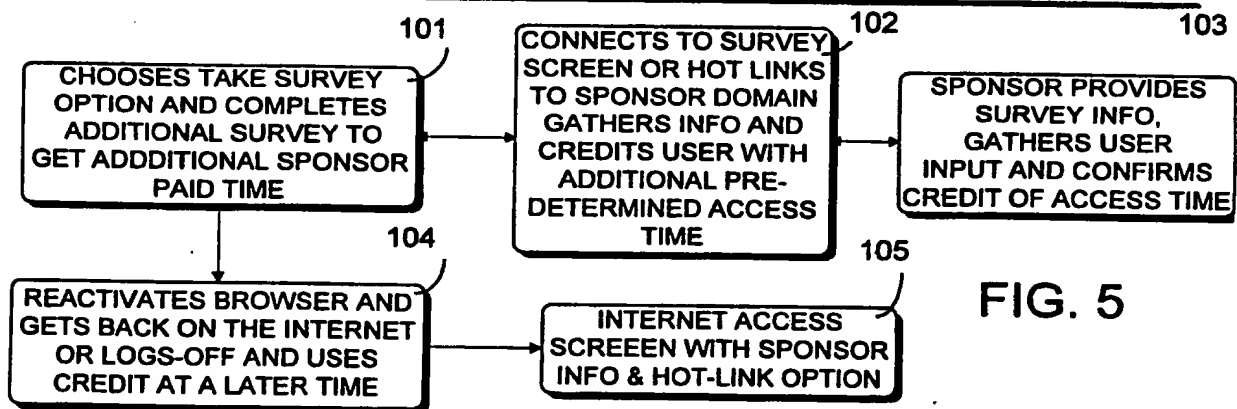 101
CHOOSES TAKE SURVEY
OPTION AND COMPLETES
ADDITIONAL SURVEY TO
GET ADDDITIONAL SPONSOR
PAID TIME
102
CONNECTS TO SURVEY
SCREEN OR HOT LINKS
TO SPONSOR DOMAIN
GATHERS INFO AND
CREDITS USER WITH
ADDITIONAL PRE-
DETERMINED ACCESS
TIME
103
SPONSOR PROVIDES
SURVEY INFO,
GATHERS USER
INPUT AND CONFIRMS
CREDIT OF ACCESS TIME
104
REACTIVATES BROWSER AND
GETS BACK ON THE INTERNET
OR LOGS-OFF AND USES
CREDIT AT A LATER TIME
105
INTERNET ACCESS
SCREEEN WITH SPONSOR
INFO & HOT-LINK OPTION
FIG. 5